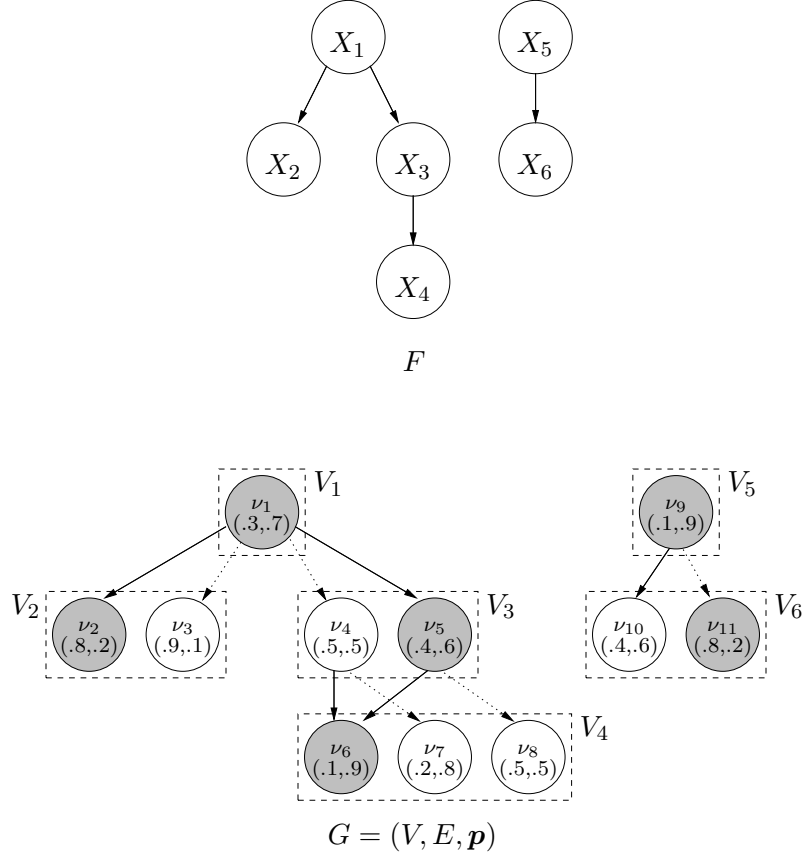 X₁ X₅
X₂ X₃ X₆
X₄
F
V₁ V₅
ν₁ ν₉
(.3,.7) (.1,.9)
V₂ V₃ V₆
ν₂ ν₃ ν₄ ν₅ ν₁₀ ν₁₁
(.8,.2) (.9,.1) (.5,.5) (.4,.6) (.4,.6) (.8,.2)
V₄
ν₆ ν₇ ν₈
(.1,.9) (.2,.8) (.5,.5)
G = (V, E, p)